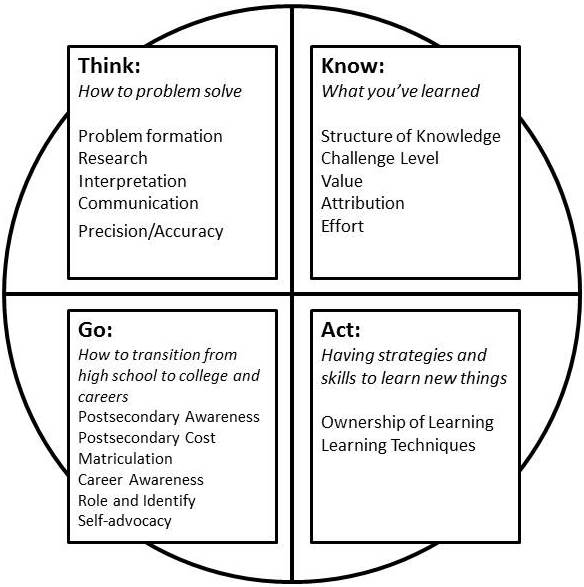 Think:
How to problem solve
Problem formation
Research
Interpretation
Communication
Precision/Accuracy
Know:
What you've learned
Structure of Knowledge
Challenge Level
Value
Attribution
Effort
Go:
How to transition from
high school to college and
careers
Postsecondary Awareness
Postsecondary Cost
Matriculation
Career Awareness
Role and Identify
Self-advocacy
Act:
Having strategies and
skills to learn new things
Ownership of Learning
Learning Techniques